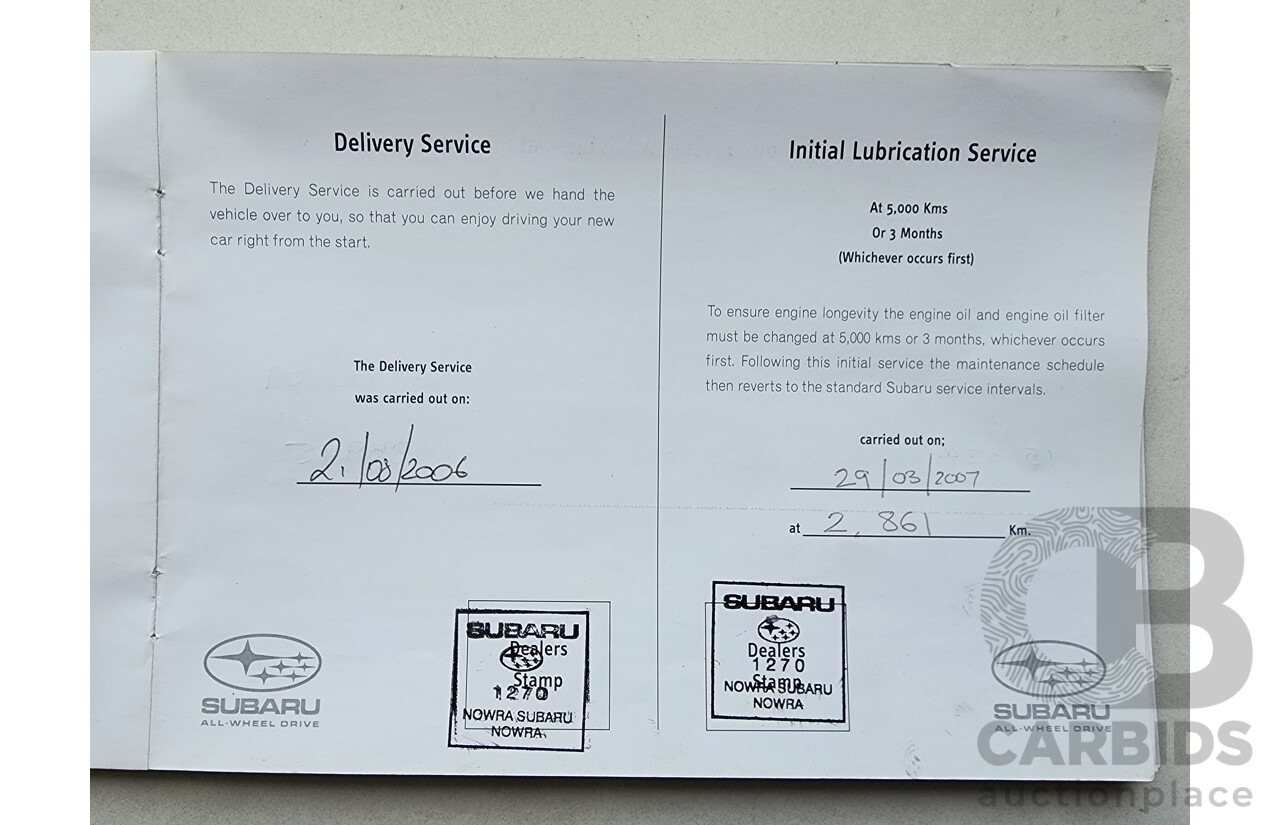 Delivery Service
The Delivery Service is carried out before we hand the
vehicle over to you, so that you can enjoy driving your new
car right from the start.
The Delivery Service
was carried out on:
2. /08/2006
SUBARU
ALL-WHEEL DRIVE
SUBARU
Dealers
Stamp
1270
NOWRA SUBARU
NOWRA
Initial Lubrication Service
At 5,000 Kms
Or 3 Months
(Whichever occurs first)
To ensure engine longevity the engine oil and engine oil filter
must be changed at 5,000 kms or 3 months, whichever occurs
first. Following this initial service the maintenance schedule
then reverts to the standard Subaru service intervals.
carried out on;
29/03/2007
at 2,861 Km.
SUBARU
Dealers
1270
Stamp
NOWRA SUBARU
NOWRA
SUBARU
ALL-WHEEL DRIVE
CARBIDS
auctionplace